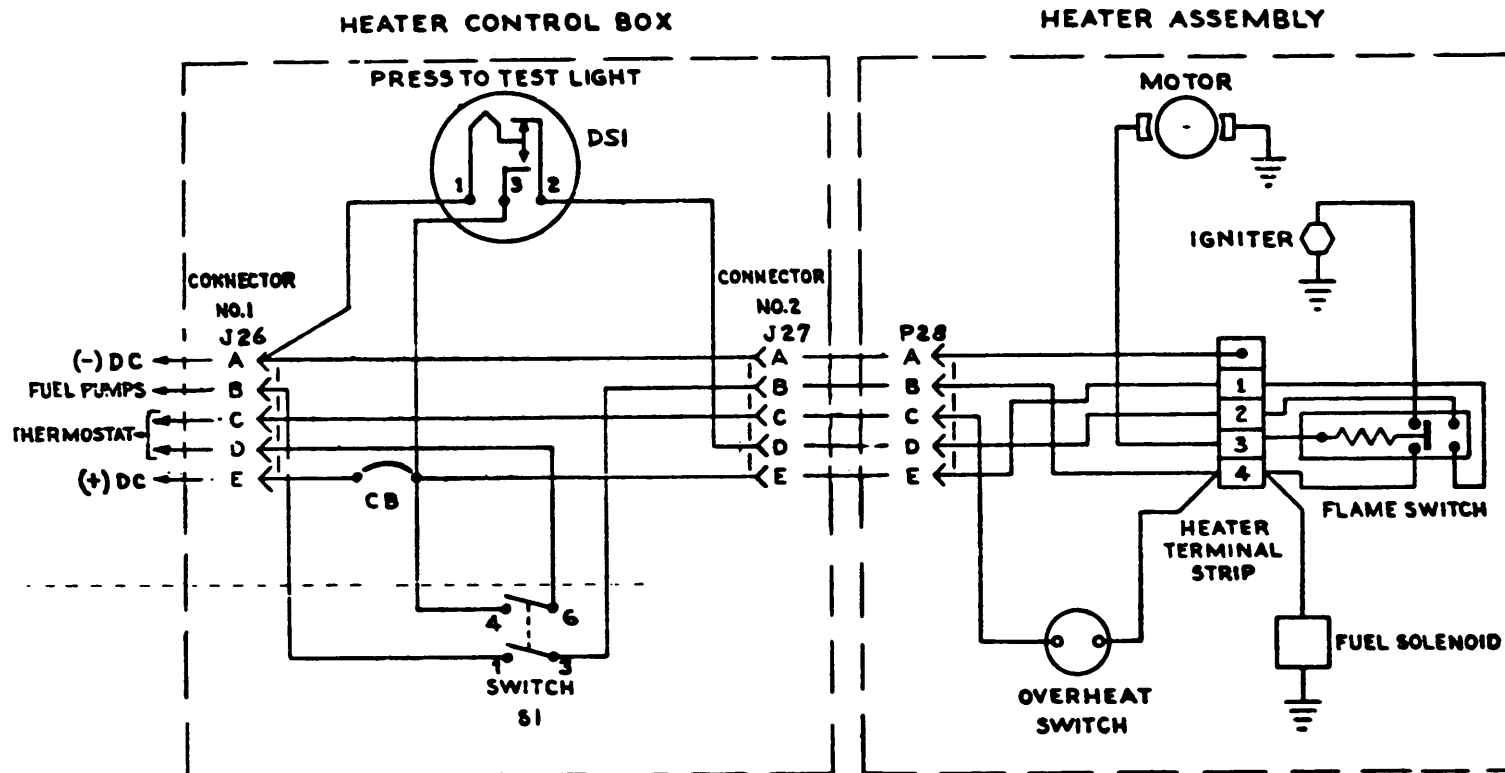 HEATER CONTROL BOX
HEATER ASSEMBLY
PRESS TO TEST LIGHT
DS1
1 3 2
MOTOR
IGNITER
CONNECTOR
NO.1
J26
CONNECTOR
NO.2
J27
P28
(-) DC A
FUEL PUMPS B
C
THERMOSTAT
D
(+) DC E
CB
A
B
C
D
E
A
B
C
D
E
1
2
3
4
HEATER
TERMINAL
STRIP
FLAME SWITCH
4 6
1 3
SWITCH
S1
OVERHEAT
SWITCH
FUEL SOLENOID